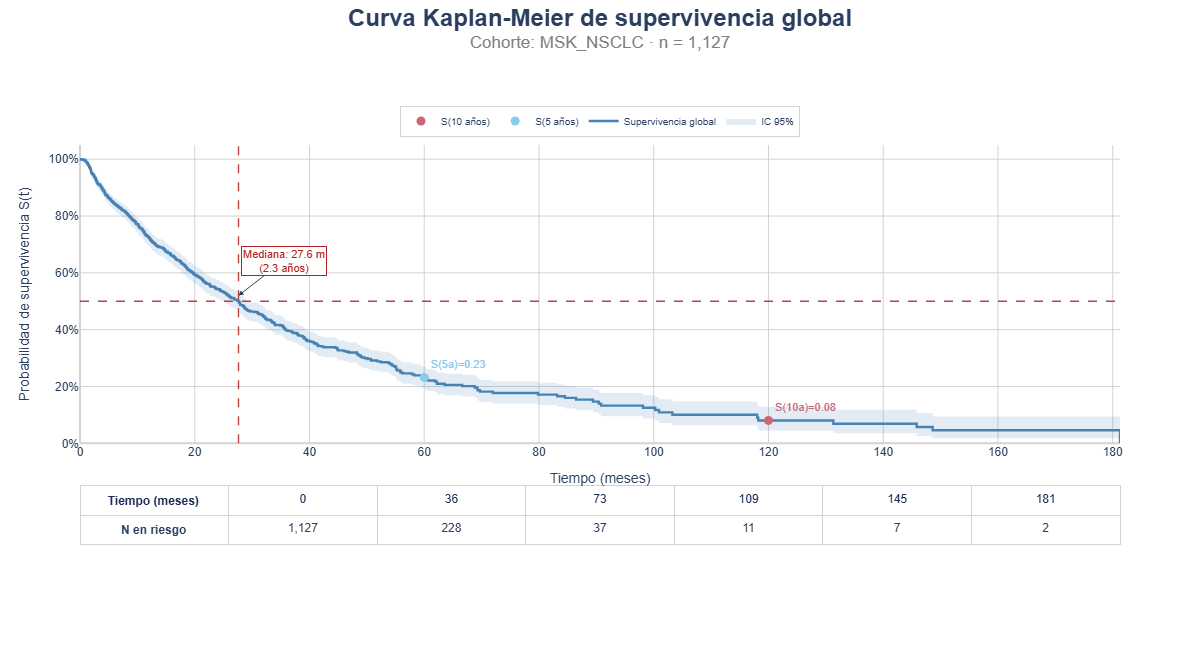 Curva Kaplan-Meier de supervivencia global
Cohorte: MSK_NSCLC · n = 1,127
S(10 años) S(5 años) Supervivencia global IC 95%
Probabilidad de supervivencia S(t)
100%
80%
60%
40%
20%
0%
Mediana: 27.6 m
(2.3 años)
S(5a)=0.23
S(10a)=0.08
0 20 40 60 80 100 120 140 160 180
Tiempo (meses)
Tiempo (meses) 0 36 73 109 145 181
N en riesgo 1,127 228 37 11 7 2